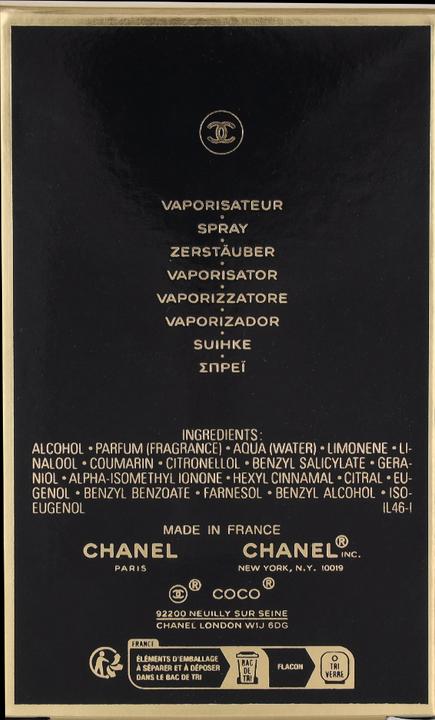 VAPORISATEUR
SPRAY
ZERSTÄUBER
VAPORISATOR
VAPORIZZATORE
VAPORIZADOR
SUIHKE
ΣΠΡΕΪ
INGREDIENTS:
ALCOHOL • PARFUM (FRAGRANCE) • AQUA (WATER) • LIMONENE • LI-
NALOOL • COUMARIN • CITRONELLOL • BENZYL SALICYLATE • GERA-
NIOL • ALPHA-ISOMETHYL IONONE • HEXYL CINNAMAL • CITRAL • EU-
GENOL • BENZYL BENZOATE • FARNESOL • BENZYL ALCOHOL • ISO-
EUGENOL IL46-1
MADE IN FRANCE
CHANEL CHANEL® INC.
PARIS NEW YORK, N.Y. 10019
® COCO®
92200 NEUILLY SUR SEINE
CHANEL LONDON W1J 6DG
FRANCE
ÉLÉMENTS D'EMBALLAGE
À SÉPARER ET À DÉPOSER
DANS LE BAC DE TRI
BAC
DE
TRI
FLACON
TRI
VERRE